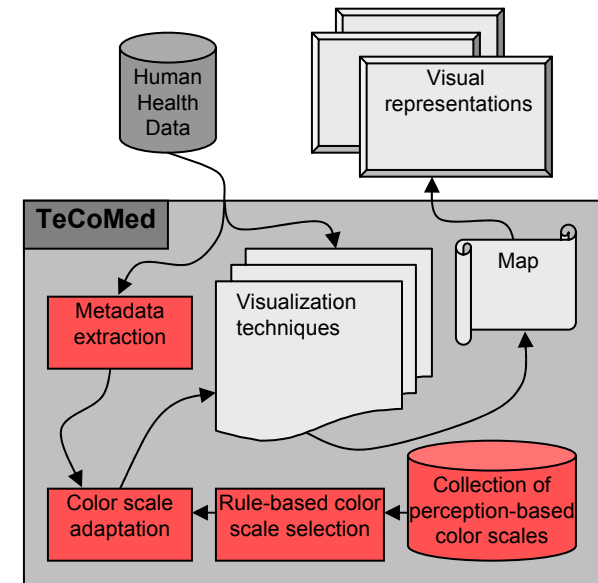 Human
Health
Data
Visual
representations
TeCoMed
Map
Metadata
extraction
Visualization
techniques
Color scale
adaptation
Rule-based color
scale selection
Collection of
perception-based
color scales